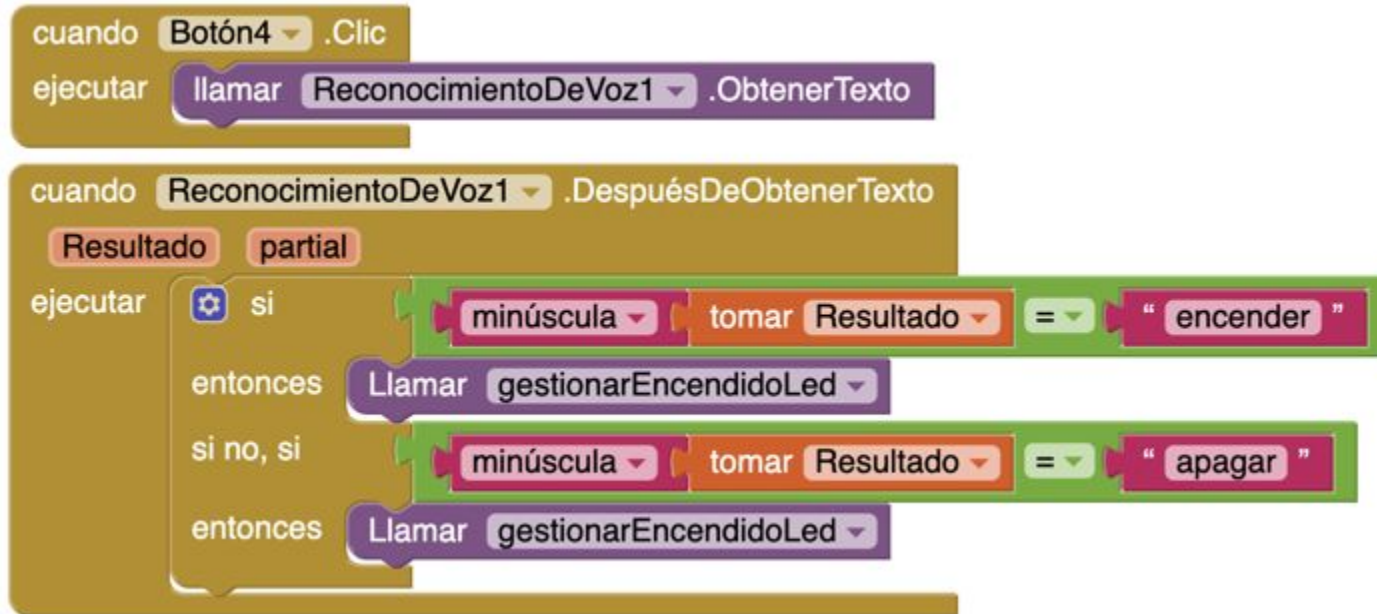 cuando Botón4 .Clic
ejecutar llamar ReconocimientoDeVoz1 .ObtenerTexto
cuando ReconocimientoDeVoz1 .DespuésDeObtenerTexto
Resultado partial
ejecutar si minúscula tomar Resultado = “ encender ”
entonces Llamar gestionarEncendidoLed
si no, si minúscula tomar Resultado = “ apagar ”
entonces Llamar gestionarEncendidoLed